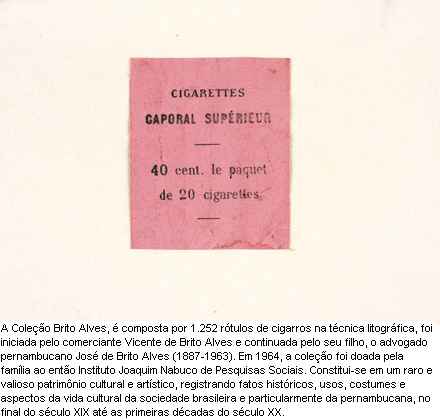 CIGARETTES
CAPORAL SUPÉRIEUR
40 cent. le paquet
de 20 cigarettes.
A Coleção Brito Alves, é composta por 1.252 rótulos de cigarros na técnica litográfica, foi
iniciada pelo comerciante Vicente de Brito Alves e continuada pelo seu filho, o advogado
pernambucano José de Brito Alves (1887-1963). Em 1964, a coleção foi doada pela
família ao então Instituto Joaquim Nabuco de Pesquisas Sociais. Constitui-se em um raro e
valioso patrimônio cultural e artístico, registrando fatos históricos, usos, costumes e
aspectos da vida cultural da sociedade brasileira e particularmente da pernambucana, no
final do século XIX até as primeiras décadas do século XX.